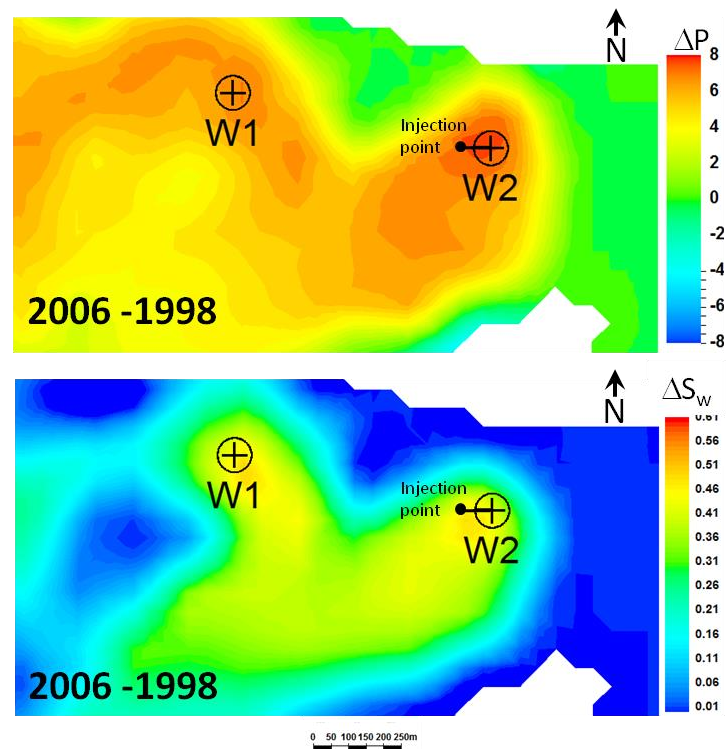 N
ΔP
8
6
4
2
0
-2
-4
-6
-8
W1
Injection
point
W2
2006 -1998
N
ΔSw
0.61
0.56
0.51
0.46
0.41
0.36
0.31
0.26
0.21
0.16
0.11
0.06
0.01
W1
Injection
point
W2
2006 -1998
0 50 100 150 200 250m